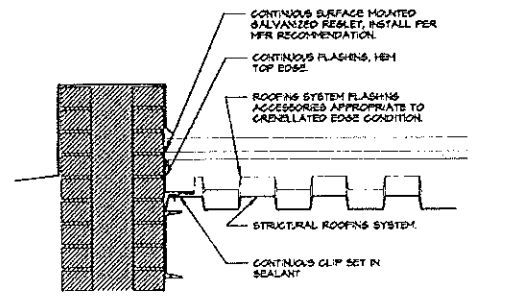 CONTINUOUS SURFACE MOUNTED
GALVANIZED REGLET, INSTALL PER
MFR RECOMMENDATION.
CONTINUOUS FLASHING, HEM
TOP EDGE.
ROOFING SYSTEM FLASHING
ACCESSORIES APPROPRIATE TO
CRENELLATED EDGE CONDITION.
STRUCTURAL ROOFING SYSTEM.
CONTINUOUS CLIP SET IN
SEALANT